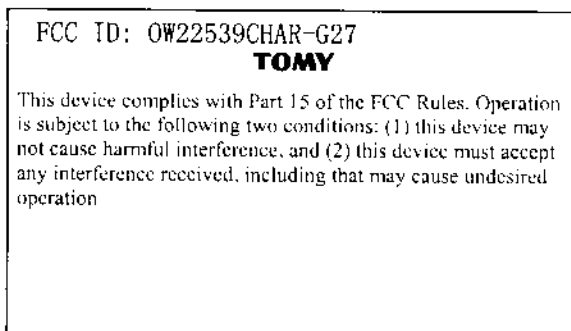 FCC ID: OW22539CHAR-G27
TOMY
This device complies with Part 15 of the FCC Rules. Operation
is subject to the following two conditions: (1) this device may
not cause harmful interference, and (2) this device must accept
any interference received, including that may cause undesired
operation